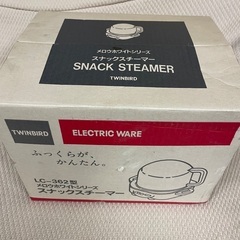 メロウホワイトシリーズ
スナックスチーマー
SNACK STEAMER
TWINBIRD
TWINBIRD
ELECTRIC WARE
ふっくらが、
かんたん。
LC-362型
メロウホワイトシリーズ
スナックスチーマー